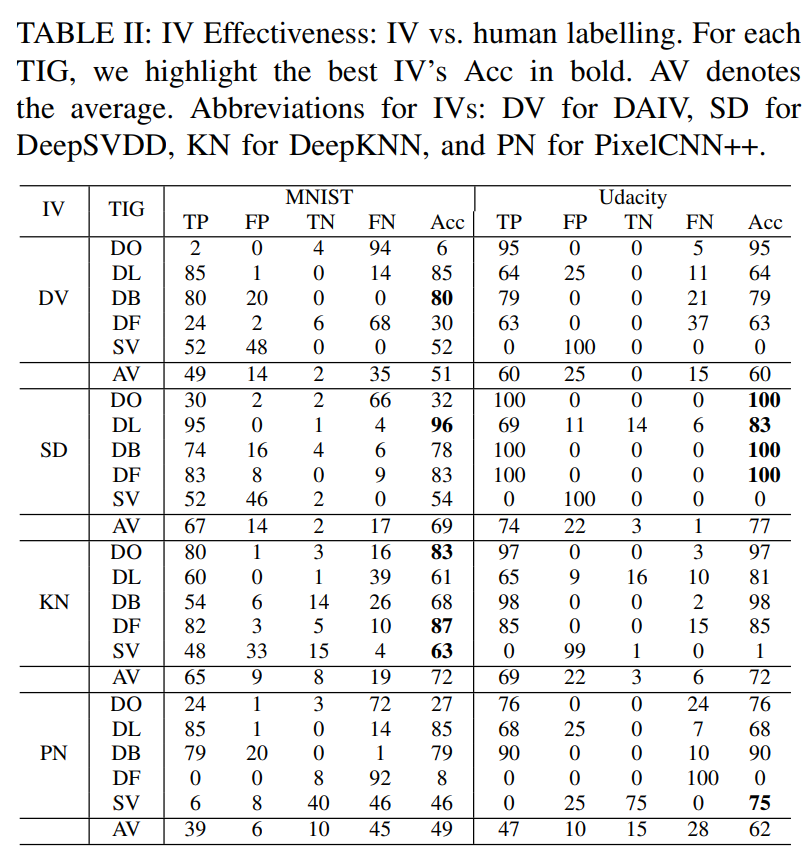 TABLE II: IV Effectiveness: IV vs. human labelling. For each
TIG, we highlight the best IV's Acc in bold. AV denotes
the average. Abbreviations for IVs: DV for DAIV, SD for
DeepSVDD, KN for DeepKNN, and PN for PixelCNN++.
IV TIG MNIST Udacity
TP FP TN FN Acc TP FP TN FN Acc
DO 2 0 4 94 6 95 0 0 5 95
DL 85 1 0 14 85 64 25 0 11 64
DV DB 80 20 0 0 80 79 0 0 21 79
DF 24 2 6 68 30 63 0 0 37 63
SV 52 48 0 0 52 0 100 0 0 0
AV 49 14 2 35 51 60 25 0 15 60
DO 30 2 2 66 32 100 0 0 0 100
DL 95 0 1 4 96 69 11 14 6 83
SD DB 74 16 4 6 78 100 0 0 0 100
DF 83 8 0 9 83 100 0 0 0 100
SV 52 46 2 0 54 0 100 0 0 0
AV 67 14 2 17 69 74 22 3 1 77
DO 80 1 3 16 83 97 0 0 3 97
DL 60 0 1 39 61 65 9 16 10 81
KN DB 54 6 14 26 68 98 0 0 2 98
DF 82 3 5 10 87 85 0 0 15 85
SV 48 33 15 4 63 0 99 1 0 1
AV 65 9 8 19 72 69 22 3 6 72
DO 24 1 3 72 27 76 0 0 24 76
DL 85 1 0 14 85 68 25 0 7 68
PN DB 79 20 0 1 79 90 0 0 10 90
DF 0 0 8 92 8 0 0 0 100 0
SV 6 8 40 46 46 0 25 75 0 75
AV 39 6 10 45 49 47 10 15 28 62